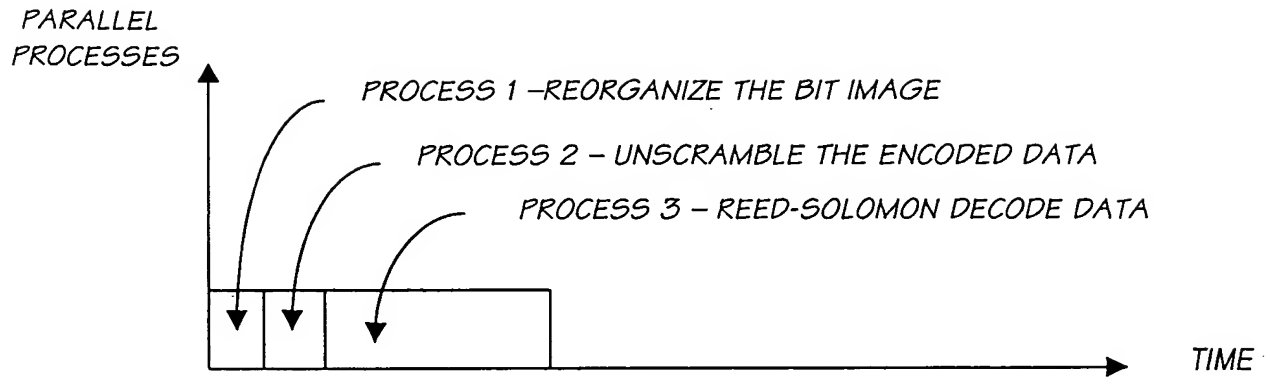 PARALLEL
PROCESSES
PROCESS 1 –REORGANIZE THE BIT IMAGE
PROCESS 2 – UNSCRAMBLE THE ENCODED DATA
PROCESS 3 – REED-SOLOMON DECODE DATA
TIME